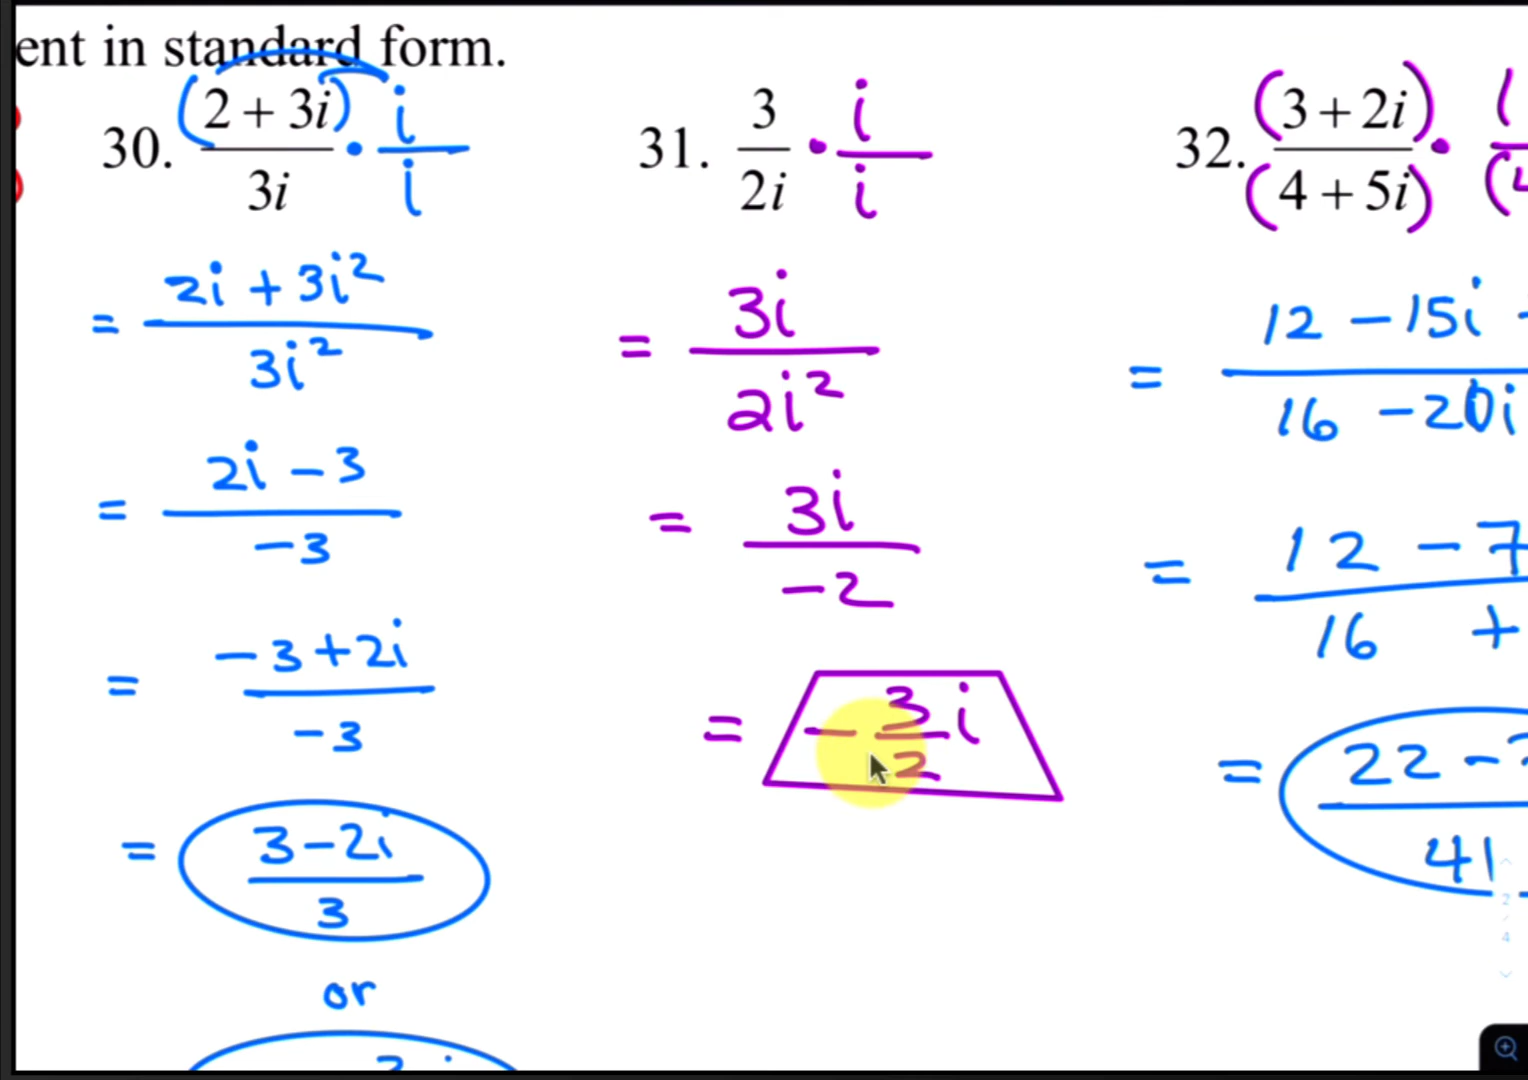 ent in standard form.
30. (2 + 3i)/3i · i/i
= (2i + 3i²)/3i²
= (2i − 3)/−3
= (−3 + 2i)/−3
= (3 − 2i)/3
or
31. 3/2i · i/i
= 3i/2i²
= 3i/−2
= − 3/2 i
32. (3 + 2i)/(4 + 5i) ·
= 12 − 15i / 16 − 20i
= 12 − 7 / 16 +
= 22 − / 41
2
/
4